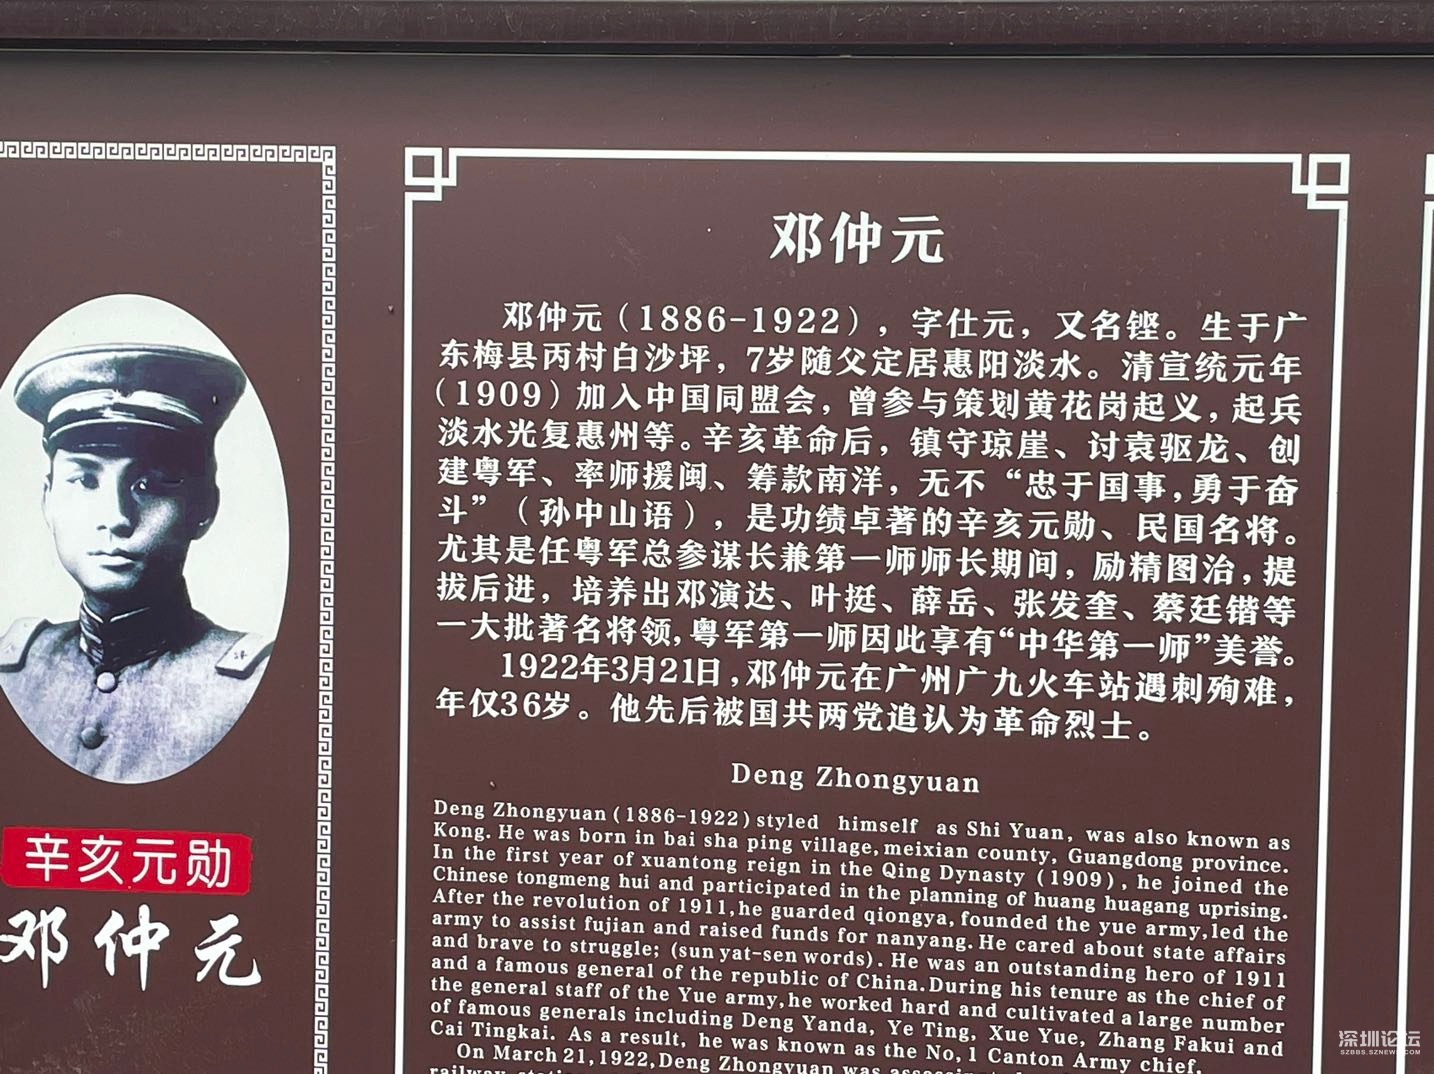 邓仲元
邓仲元（1886-1922），字仕元，又名铿。生于广
东梅县丙村白沙坪，7岁随父定居惠阳淡水。清宣统元年
（1909）加入中国同盟会，曾参与策划黄花岗起义，起兵
淡水光复惠州等。辛亥革命后，镇守琼崖、讨袁驱龙、创
建粤军、率师援闽、筹款南洋，无不“忠于国事，勇于奋
斗”（孙中山语），是功绩卓著的辛亥元勋、民国名将。
尤其是任粤军总参谋长兼第一师师长期间，励精图治，提
拔后进，培养出邓演达、叶挺、薛岳、张发奎、蔡廷锴等
一大批著名将领，粤军第一师因此享有“中华第一师”美誉。
1922年3月21日，邓仲元在广州广九火车站遇刺殉难，
年仅36岁。他先后被国共两党追认为革命烈士。
Deng Zhongyuan
Deng Zhongyuan (1886-1922) styled himself as Shi Yuan, was also known as
Kong. He was born in bai sha ping village, meixian county, Guangdong province.
In the first year of xuantong reign in the Qing Dynasty (1909), he joined the
Chinese tongmeng hui and participated in the planning of huang huagang uprising.
After the revolution of 1911, he guarded qiongya, founded the yue army, led the
army to assist fujian and raised funds for nanyang. He cared about state affairs
and brave to struggle; (sun yat-sen words). He was an outstanding hero of 1911
and a famous general of the republic of China. During his tenure as the chief of
the general staff of the Yue army, he worked hard and cultivated a large number
of famous generals including Deng Yanda, Ye Ting, Xue Yue, Zhang Fakui and
Cai Tingkai. As a result, he was known as the No, 1 Canton Army chief.
On March 21, 1922, Deng Zhongyuan was
辛亥元勋
邓仲元
深圳论坛
SZBBS.SZNEWS.COM